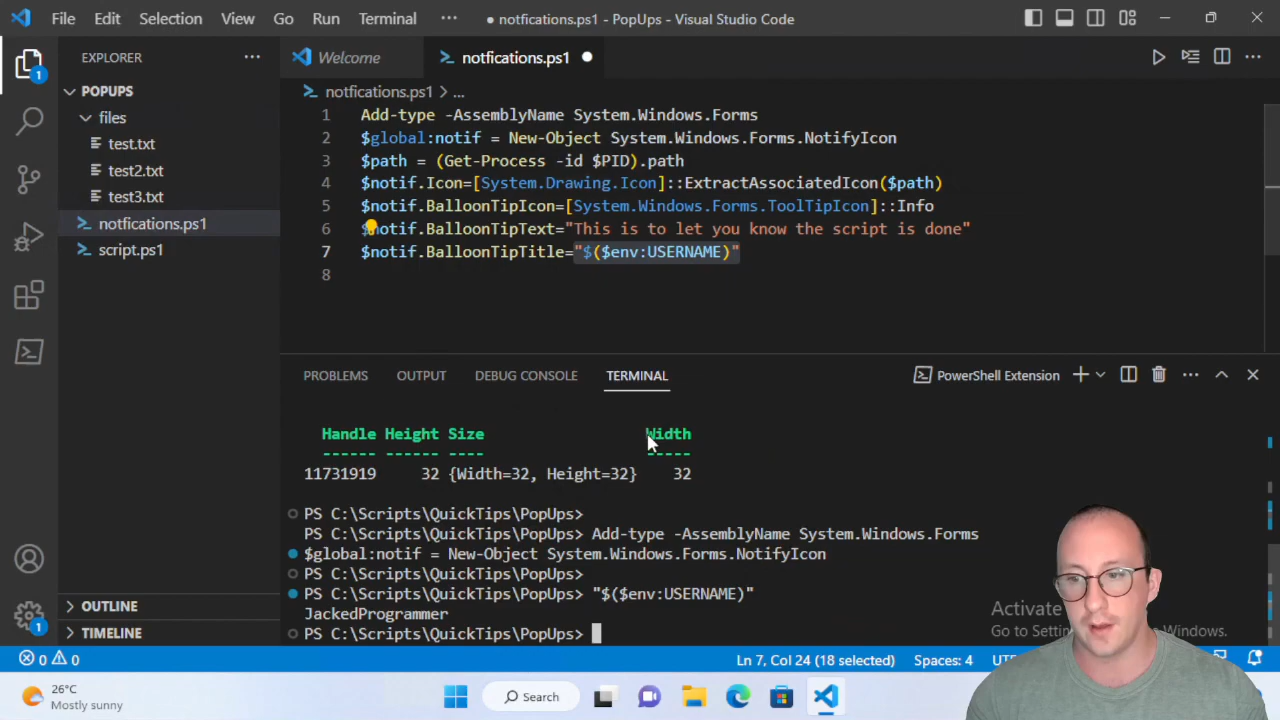 File Edit Selection View Go Run Terminal ··· ● notfications.ps1 - PopUps - Visual Studio Code
EXPLORER ···
Welcome
notfications.ps1
POPUPS
files
test.txt
test2.txt
test3.txt
notfications.ps1
script.ps1
OUTLINE
TIMELINE
notfications.ps1 > ...
1 Add-type -AssemblyName System.Windows.Forms
2 $global:notif = New-Object System.Windows.Forms.NotifyIcon
3 $path = (Get-Process -id $PID).path
4 $notif.Icon=[System.Drawing.Icon]::ExtractAssociatedIcon($path)
5 $notif.BalloonTipIcon=[System.Windows.Forms.ToolTipIcon]::Info
6 $notif.BalloonTipText="This is to let you know the script is done"
7 $notif.BalloonTipTitle="$($env:USERNAME)"
8
PROBLEMS OUTPUT DEBUG CONSOLE TERMINAL PowerShell Extension
Handle Height Size Width
------ ------ ---- -----
11731919 32 {Width=32, Height=32} 32
PS C:\Scripts\QuickTips\PopUps>
PS C:\Scripts\QuickTips\PopUps> Add-type -AssemblyName System.Windows.Forms
$global:notif = New-Object System.Windows.Forms.NotifyIcon
PS C:\Scripts\QuickTips\PopUps>
PS C:\Scripts\QuickTips\PopUps> "$($env:USERNAME)"
JackedProgrammer
PS C:\Scripts\QuickTips\PopUps>
Activate
Go to Setti Windows.
1
1
0 0 Ln 7, Col 24 (18 selected) Spaces: 4
26°C
Mostly sunny
Search